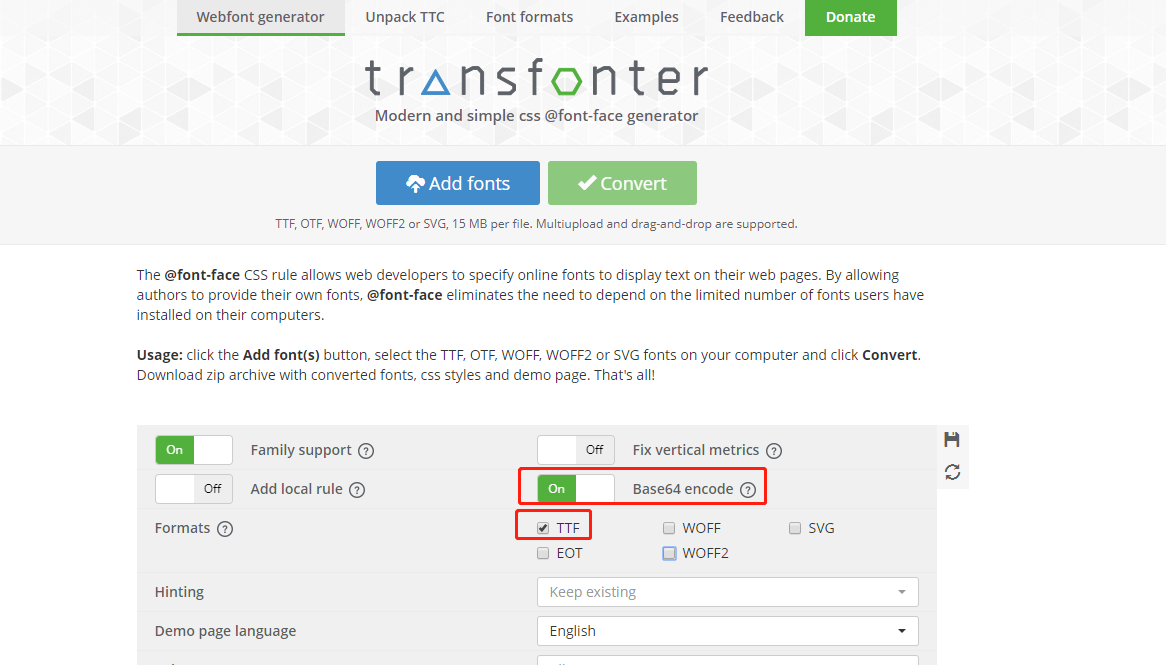 Webfont generator Unpack TTC Font formats Examples Feedback Donate
transfonter
Modern and simple css @font-face generator
Add fonts Convert
TTF, OTF, WOFF, WOFF2 or SVG, 15 MB per file. Multiupload and drag-and-drop are supported.
The @font-face CSS rule allows web developers to specify online fonts to display text on their web pages. By allowing
authors to provide their own fonts, @font-face eliminates the need to depend on the limited number of fonts users have
installed on their computers.
Usage: click the Add font(s) button, select the TTF, OTF, WOFF, WOFF2 or SVG fonts on your computer and click Convert.
Download zip archive with converted fonts, css styles and demo page. That's all!
On Family support ? Off Fix vertical metrics ?
Off Add local rule ? On Base64 encode ?
Formats ? TTF WOFF SVG
EOT WOFF2
Hinting Keep existing
Demo page language English